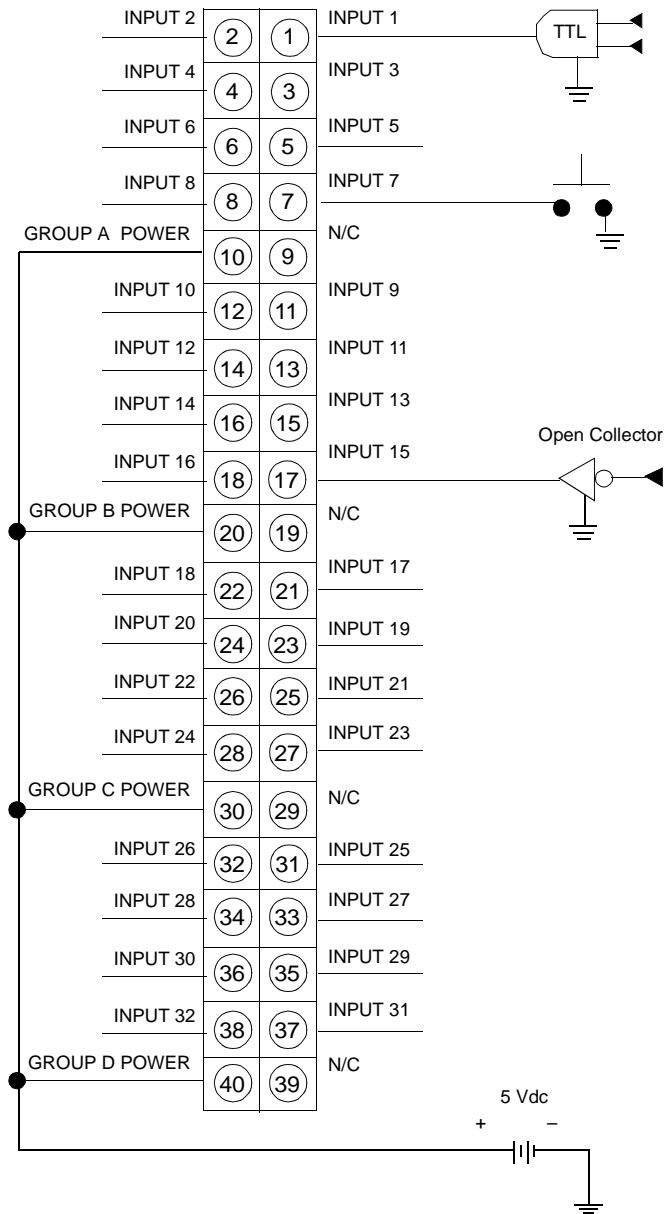 INPUT 2 2 1 INPUT 1 TTL
INPUT 4 4 3 INPUT 3
INPUT 6 6 5 INPUT 5
INPUT 8 8 7 INPUT 7
GROUP A POWER 10 9 N/C
INPUT 10 12 11 INPUT 9
INPUT 12 14 13 INPUT 11
INPUT 14 16 15 INPUT 13
Open Collector
INPUT 16 18 17 INPUT 15
GROUP B POWER 20 19 N/C
INPUT 18 22 21 INPUT 17
INPUT 20 24 23 INPUT 19
INPUT 22 26 25 INPUT 21
INPUT 24 28 27 INPUT 23
GROUP C POWER 30 29 N/C
INPUT 26 32 31 INPUT 25
INPUT 28 34 33 INPUT 27
INPUT 30 36 35 INPUT 29
INPUT 32 38 37 INPUT 31
GROUP D POWER 40 39 N/C
5 Vdc
+ –